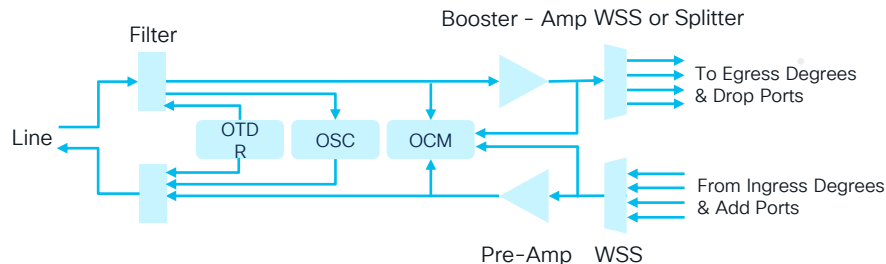 Booster - Amp WSS or Splitter
Filter
To Egress Degrees
& Drop Ports
Line
OTD
R
OSC
OCM
From Ingress Degrees
& Add Ports
Pre-Amp
WSS